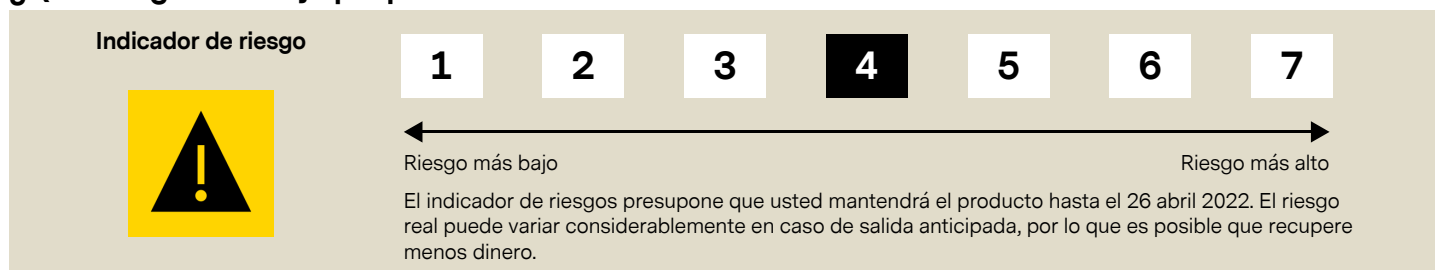 Indicador de riesgo
1 2 3 4 5 6 7
Riesgo más bajo Riesgo más alto
El indicador de riesgos presupone que usted mantendrá el producto hasta el 26 abril 2022. El riesgo
real puede variar considerablemente en caso de salida anticipada, por lo que es posible que recupere
menos dinero.